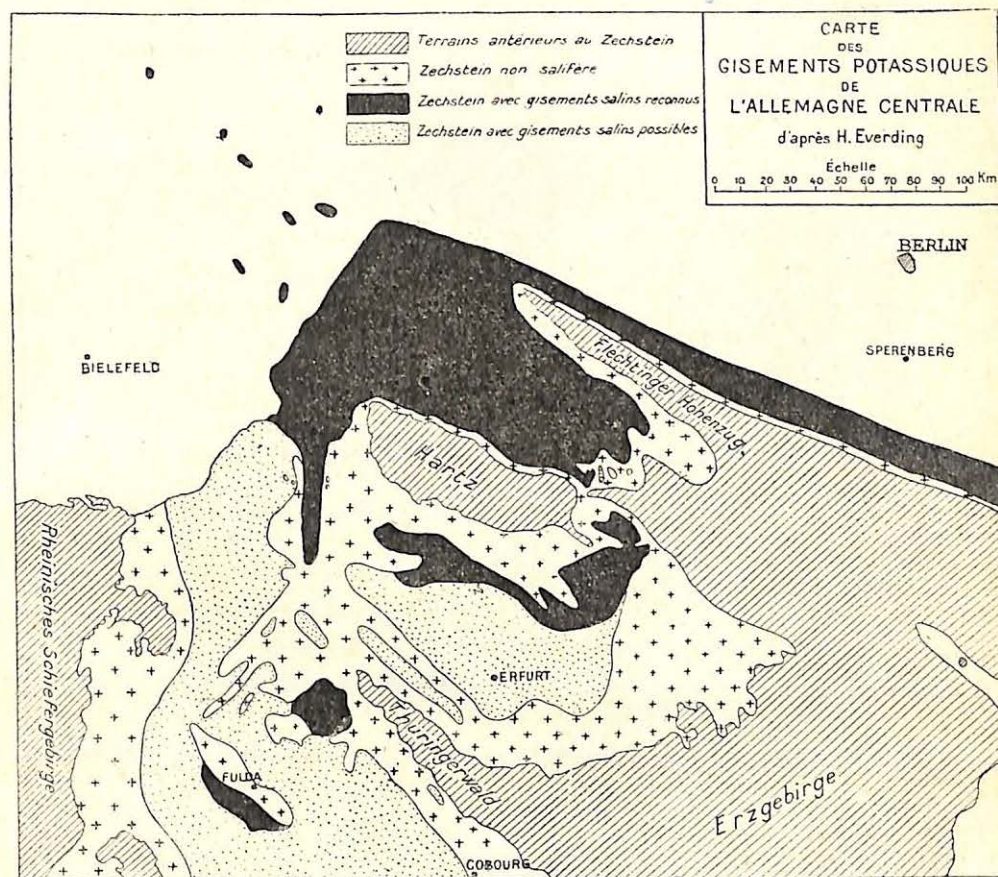 Terrains antérieurs au Zechstein
Zechstein non salifère
Zechstein avec gisements salins reconnus
Zechstein avec gisements salins possibles
CARTE
DES
GISEMENTS POTASSIQUES
DE
L'ALLEMAGNE CENTRALE
d'après H. Everding
Échelle
0 10 20 30 40 50 60 70 80 90 100 Km
BERLIN
SPERENBERG
BIELEFELD
Flechtinger Hohenzug
Hartz
Rheinisches Schiefergebirge
ERFURT
Thüringerwald
FULDA
Erzgebirge
COBOURG